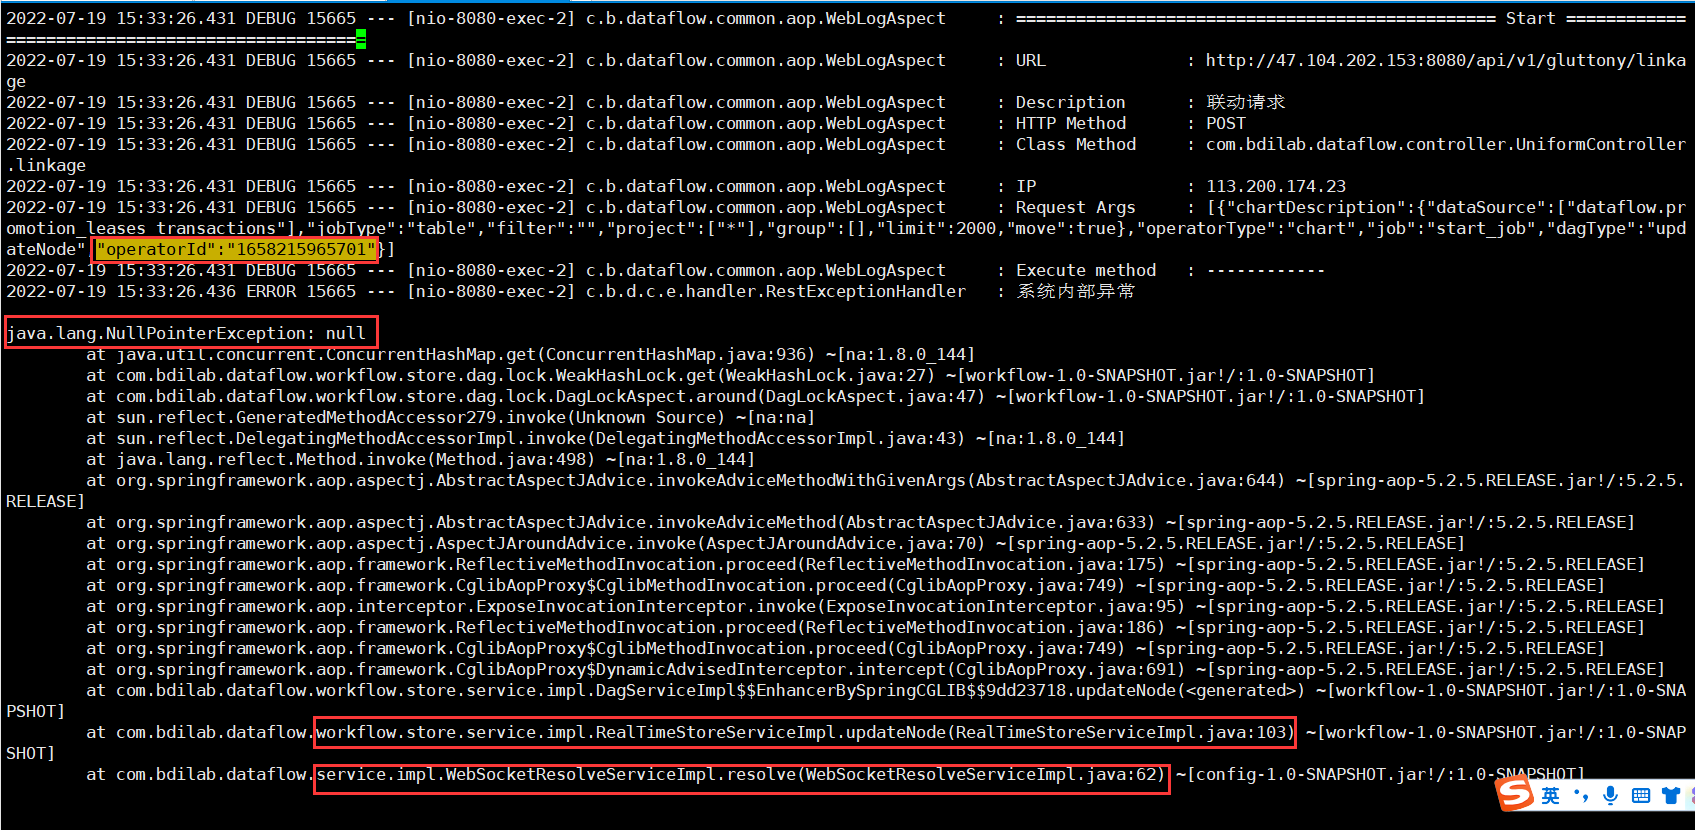 2022-07-19 15:33:26.431 DEBUG 15665 --- [nio-8080-exec-2] c.b.dataflow.common.aop.WebLogAspect     : ================================================ Start ============
====================================
2022-07-19 15:33:26.431 DEBUG 15665 --- [nio-8080-exec-2] c.b.dataflow.common.aop.WebLogAspect     : URL              : http://47.104.202.153:8080/api/v1/gluttony/linka
ge
2022-07-19 15:33:26.431 DEBUG 15665 --- [nio-8080-exec-2] c.b.dataflow.common.aop.WebLogAspect     : Description      : 联动请求
2022-07-19 15:33:26.431 DEBUG 15665 --- [nio-8080-exec-2] c.b.dataflow.common.aop.WebLogAspect     : HTTP Method      : POST
2022-07-19 15:33:26.431 DEBUG 15665 --- [nio-8080-exec-2] c.b.dataflow.common.aop.WebLogAspect     : Class Method     : com.bdilab.dataflow.controller.UniformController
.linkage
2022-07-19 15:33:26.431 DEBUG 15665 --- [nio-8080-exec-2] c.b.dataflow.common.aop.WebLogAspect     : IP               : 113.200.174.23
2022-07-19 15:33:26.431 DEBUG 15665 --- [nio-8080-exec-2] c.b.dataflow.common.aop.WebLogAspect     : Request Args     : [{"chartDescription":{"dataSource":["dataflow.pr
omotion_leases_transactions"],"jobType":"table","filter":"","project":["*"],"group":[],"limit":2000,"move":true},"operatorType":"chart","job":"start_job","dagType":"upd
ateNode","operatorId":"1658215965701"}]
2022-07-19 15:33:26.431 DEBUG 15665 --- [nio-8080-exec-2] c.b.dataflow.common.aop.WebLogAspect     : Execute method   : ------------
2022-07-19 15:33:26.436 ERROR 15665 --- [nio-8080-exec-2] c.b.d.c.e.handler.RestExceptionHandler   : 系统内部异常
java.lang.NullPointerException: null
        at java.util.concurrent.ConcurrentHashMap.get(ConcurrentHashMap.java:936) ~[na:1.8.0_144]
        at com.bdilab.dataflow.workflow.store.dag.lock.WeakHashLock.get(WeakHashLock.java:27) ~[workflow-1.0-SNAPSHOT.jar!/:1.0-SNAPSHOT]
        at com.bdilab.dataflow.workflow.store.dag.lock.DagLockAspect.around(DagLockAspect.java:47) ~[workflow-1.0-SNAPSHOT.jar!/:1.0-SNAPSHOT]
        at sun.reflect.GeneratedMethodAccessor279.invoke(Unknown Source) ~[na:na]
        at sun.reflect.DelegatingMethodAccessorImpl.invoke(DelegatingMethodAccessorImpl.java:43) ~[na:1.8.0_144]
        at java.lang.reflect.Method.invoke(Method.java:498) ~[na:1.8.0_144]
        at org.springframework.aop.aspectj.AbstractAspectJAdvice.invokeAdviceMethodWithGivenArgs(AbstractAspectJAdvice.java:644) ~[spring-aop-5.2.5.RELEASE.jar!/:5.2.5.
RELEASE]
        at org.springframework.aop.aspectj.AbstractAspectJAdvice.invokeAdviceMethod(AbstractAspectJAdvice.java:633) ~[spring-aop-5.2.5.RELEASE.jar!/:5.2.5.RELEASE]
        at org.springframework.aop.aspectj.AspectJAroundAdvice.invoke(AspectJAroundAdvice.java:70) ~[spring-aop-5.2.5.RELEASE.jar!/:5.2.5.RELEASE]
        at org.springframework.aop.framework.ReflectiveMethodInvocation.proceed(ReflectiveMethodInvocation.java:175) ~[spring-aop-5.2.5.RELEASE.jar!/:5.2.5.RELEASE]
        at org.springframework.aop.framework.CglibAopProxy$CglibMethodInvocation.proceed(CglibAopProxy.java:749) ~[spring-aop-5.2.5.RELEASE.jar!/:5.2.5.RELEASE]
        at org.springframework.aop.interceptor.ExposeInvocationInterceptor.invoke(ExposeInvocationInterceptor.java:95) ~[spring-aop-5.2.5.RELEASE.jar!/:5.2.5.RELEASE]
        at org.springframework.aop.framework.ReflectiveMethodInvocation.proceed(ReflectiveMethodInvocation.java:186) ~[spring-aop-5.2.5.RELEASE.jar!/:5.2.5.RELEASE]
        at org.springframework.aop.framework.CglibAopProxy$CglibMethodInvocation.proceed(CglibAopProxy.java:749) ~[spring-aop-5.2.5.RELEASE.jar!/:5.2.5.RELEASE]
        at org.springframework.aop.framework.CglibAopProxy$DynamicAdvisedInterceptor.intercept(CglibAopProxy.java:691) ~[spring-aop-5.2.5.RELEASE.jar!/:5.2.5.RELEASE]
        at com.bdilab.dataflow.workflow.store.service.impl.DagServiceImpl$$EnhancerBySpringCGLIB$$9dd23718.updateNode(<generated>) ~[workflow-1.0-SNAPSHOT.jar!/:1.0-SNA
PSHOT]
        at com.bdilab.dataflow.workflow.store.service.impl.RealTimeStoreServiceImpl.updateNode(RealTimeStoreServiceImpl.java:103) ~[workflow-1.0-SNAPSHOT.jar!/:1.0-SNAP
SHOT]
        at com.bdilab.dataflow.service.impl.WebSocketResolveServiceImpl.resolve(WebSocketResolveServiceImpl.java:62) ~[config-1.0-SNAPSHOT.jar!/:1.0-SNAPSHOT]
S 英